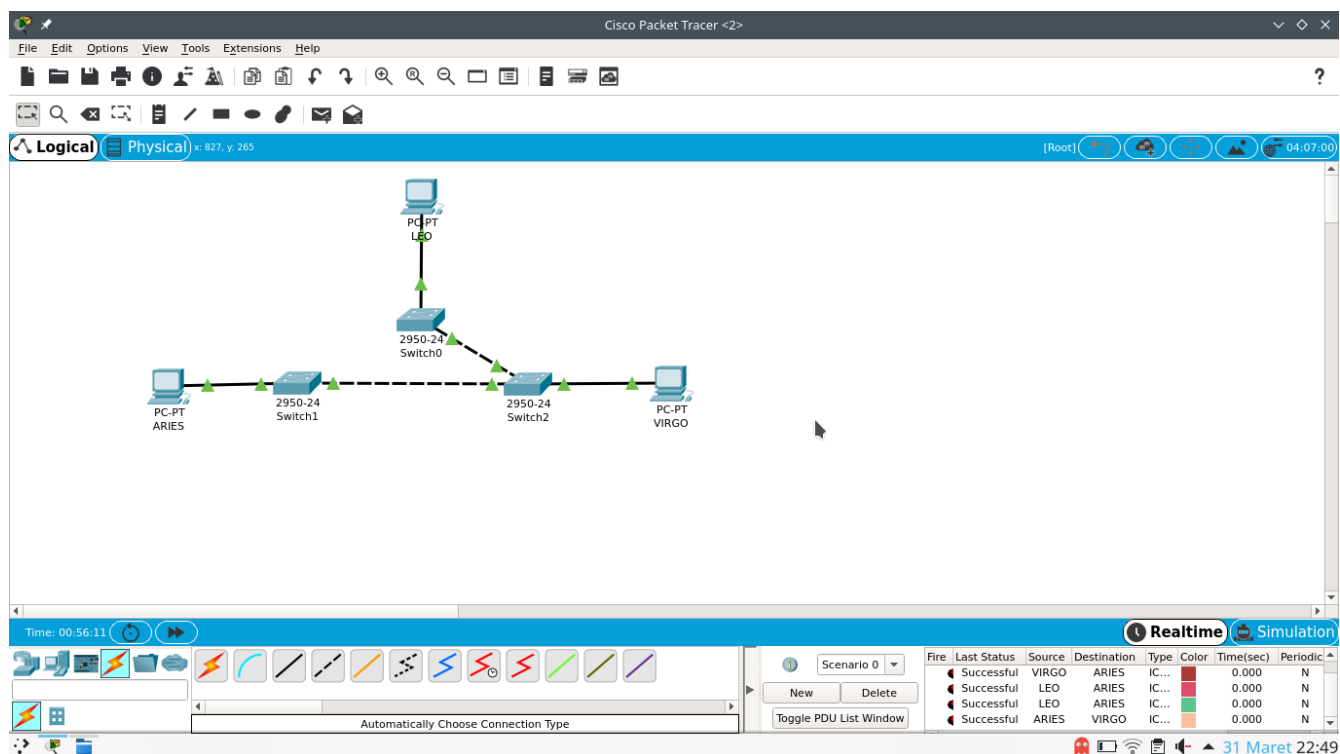 Cisco Packet Tracer <2>
File Edit Options View Tools Extensions Help
?
Logical Physical x: 827, y: 265 [Root] 04:07:00
PC-PT
LEO
2950-24
Switch0
PC-PT
ARIES
2950-24
Switch1
2950-24
Switch2
PC-PT
VIRGO
Time: 00:56:11 Realtime Simulation
Scenario 0
New Delete
Toggle PDU List Window
Automatically Choose Connection Type
Fire Last Status Source Destination Type Color Time(sec) Periodic
Successful VIRGO ARIES IC... 0.000 N
Successful LEO ARIES IC... 0.000 N
Successful LEO ARIES IC... 0.000 N
Successful ARIES VIRGO IC... 0.000 N
31 Maret 22:49